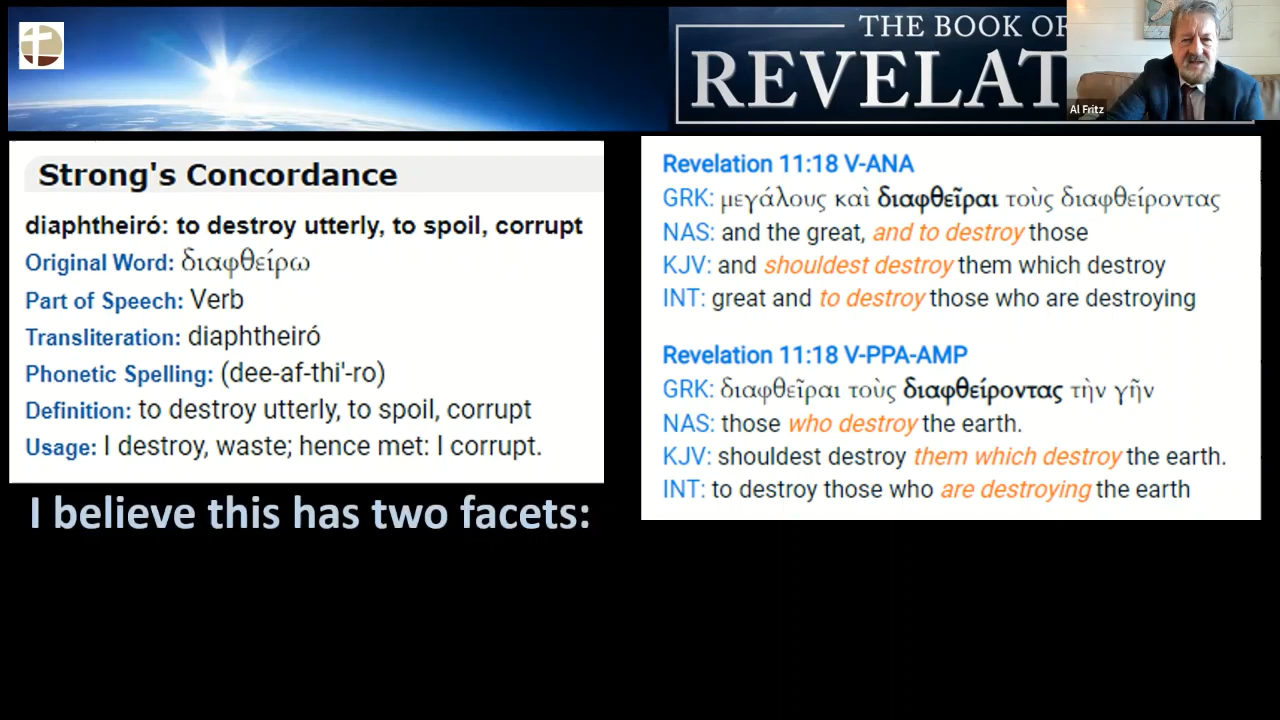 THE BOOK OF
REVELAT
Al Fritz
Strong's Concordance
diaphtheiró: to destroy utterly, to spoil, corrupt
Original Word: διαφθείρω
Part of Speech: Verb
Transliteration: diaphtheiró
Phonetic Spelling: (dee-af-thi'-ro)
Definition: to destroy utterly, to spoil, corrupt
Usage: I destroy, waste; hence met: I corrupt.
I believe this has two facets:
Revelation 11:18 V-ANA
GRK: μεγάλους καὶ διαφθεῖραι τοὺς διαφθείροντας
NAS: and the great, and to destroy those
KJV: and shouldest destroy them which destroy
INT: great and to destroy those who are destroying
Revelation 11:18 V-PPA-AMP
GRK: διαφθεῖραι τοὺς διαφθείροντας τὴν γῆν
NAS: those who destroy the earth.
KJV: shouldest destroy them which destroy the earth.
INT: to destroy those who are destroying the earth